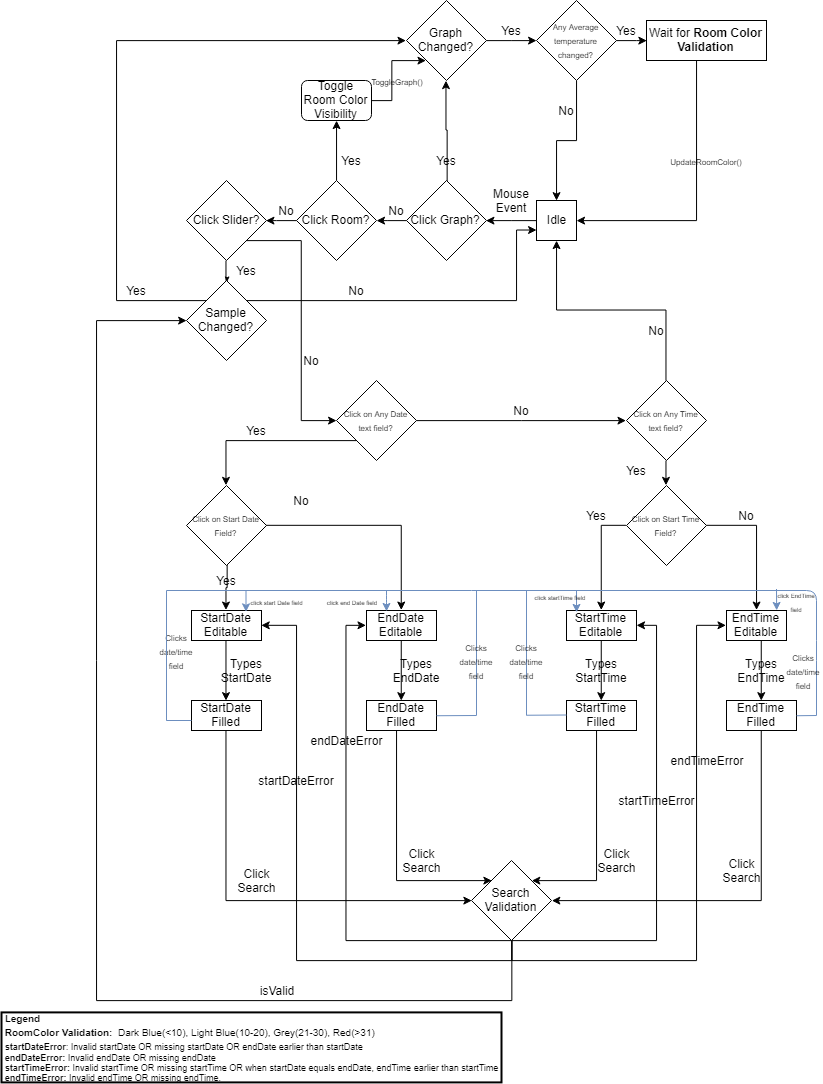 Graph
Changed?
Yes
Any Average
temperature
changed?
Yes
Wait for Room Color
Validation
Toggle
Room Color
Visibility
ToggleGraph()
No
Yes
Yes
UpdateRoomColor()
Click Slider?
No
Click Room?
No
Click Graph?
Mouse
Event
Idle
Yes
Yes
No
Sample
Changed?
No
No
Click on Any Date
text field?
No
Click on Any Time
text field?
Yes
Yes
Click on Start Date
Field?
No
Yes
Click on Start Time
Field?
No
Yes
click start Date field
click end Date field
click startTime field
click EndTime
field
StartDate
Editable
EndDate
Editable
StartTime
Editable
EndTime
Editable
Clicks
date/time
field
Types
StartDate
Types
EndDate
Clicks
date/time
field
Clicks
date/time
field
Types
StartTime
Types
EndTime
Clicks
date/time
field
StartDate
Filled
EndDate
Filled
StartTime
Filled
EndTime
Filled
endDateError
startDateError
endTimeError
startTimeError
Click
Search
Click
Search
Click
Search
Click
Search
Search
Validation
isValid
Legend
RoomColor Validation: Dark Blue(<10), Light Blue(10-20), Grey(21-30), Red(>31)
startDateError: Invalid startDate OR missing startDate OR endDate earlier than startDate
endDateError: Invalid endDate OR missing endDate
startTimeError: Invalid startTime OR missing startTime OR when startDate equals endDate, endTime earlier than startTime
endTimeError: Invalid endTime OR missing endTime.